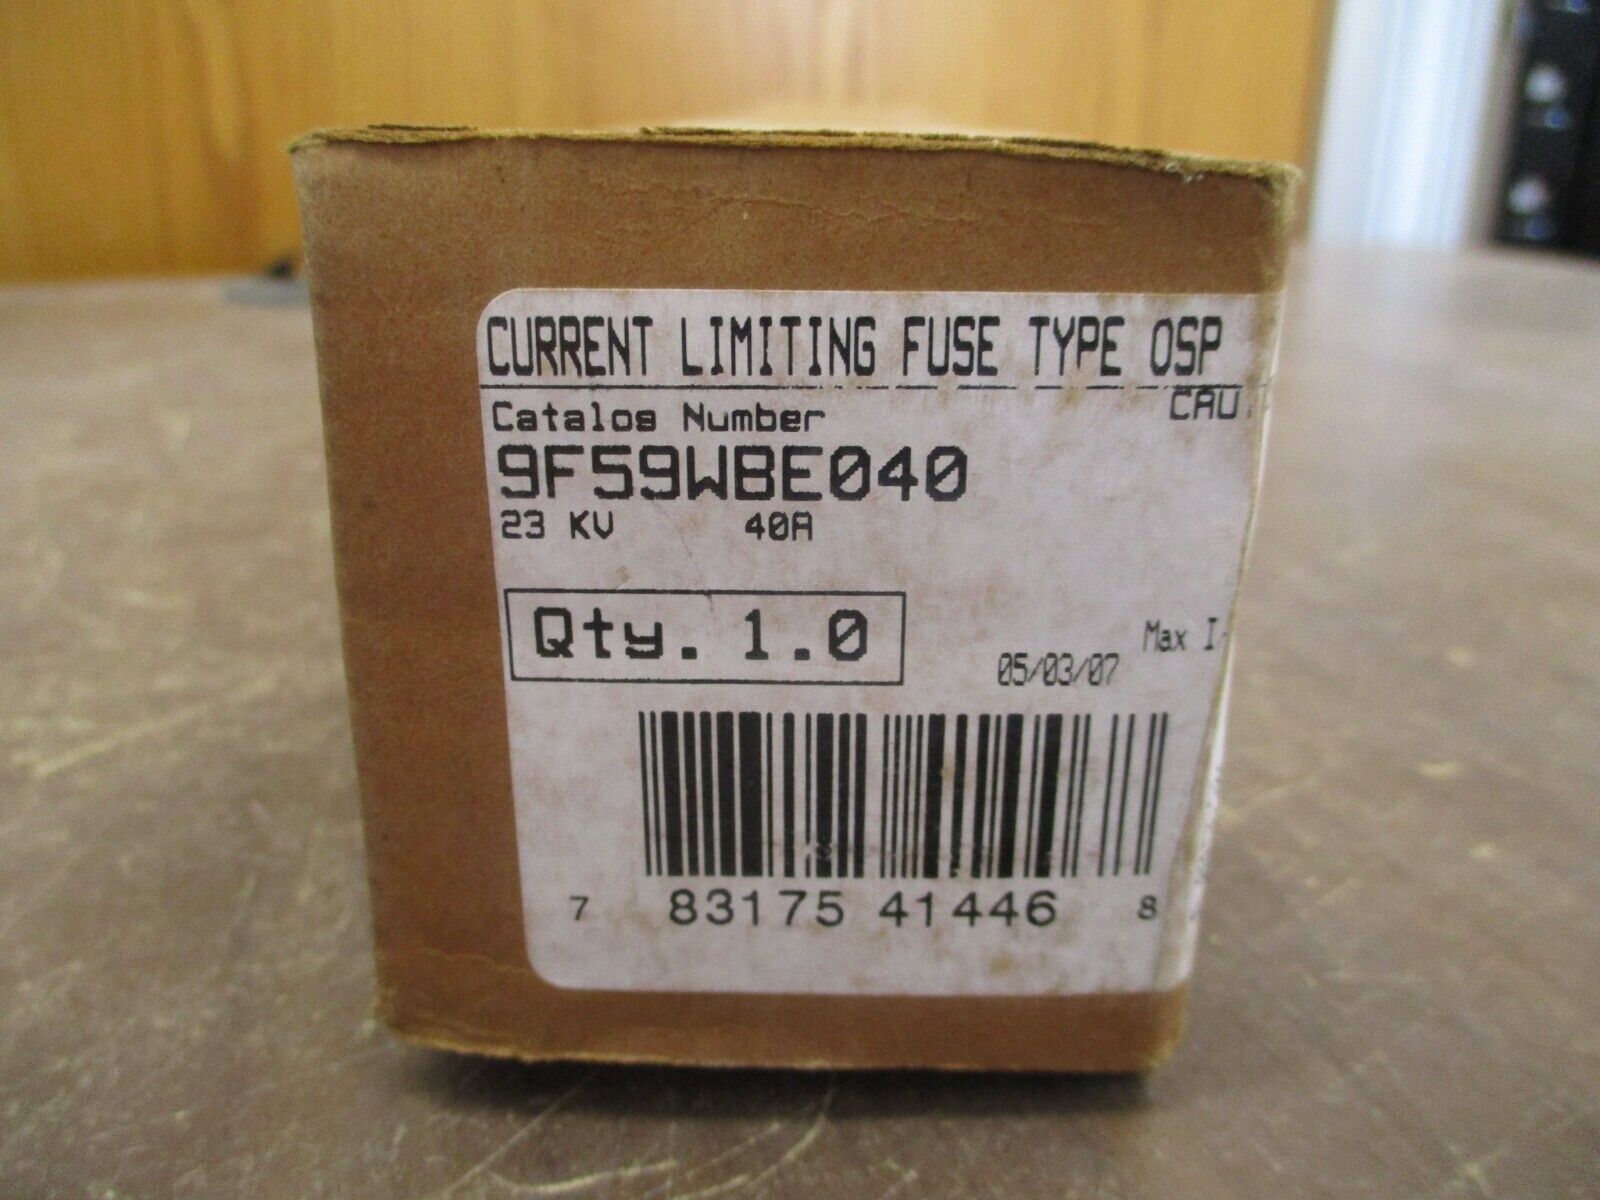 CURRENT LIMITING FUSE TYPE OSP
CAU
Catalog Number
9F59WBE040
23 KV 40A
Qty. 1.0
Max I
05/03/07
7 83175 41446 8